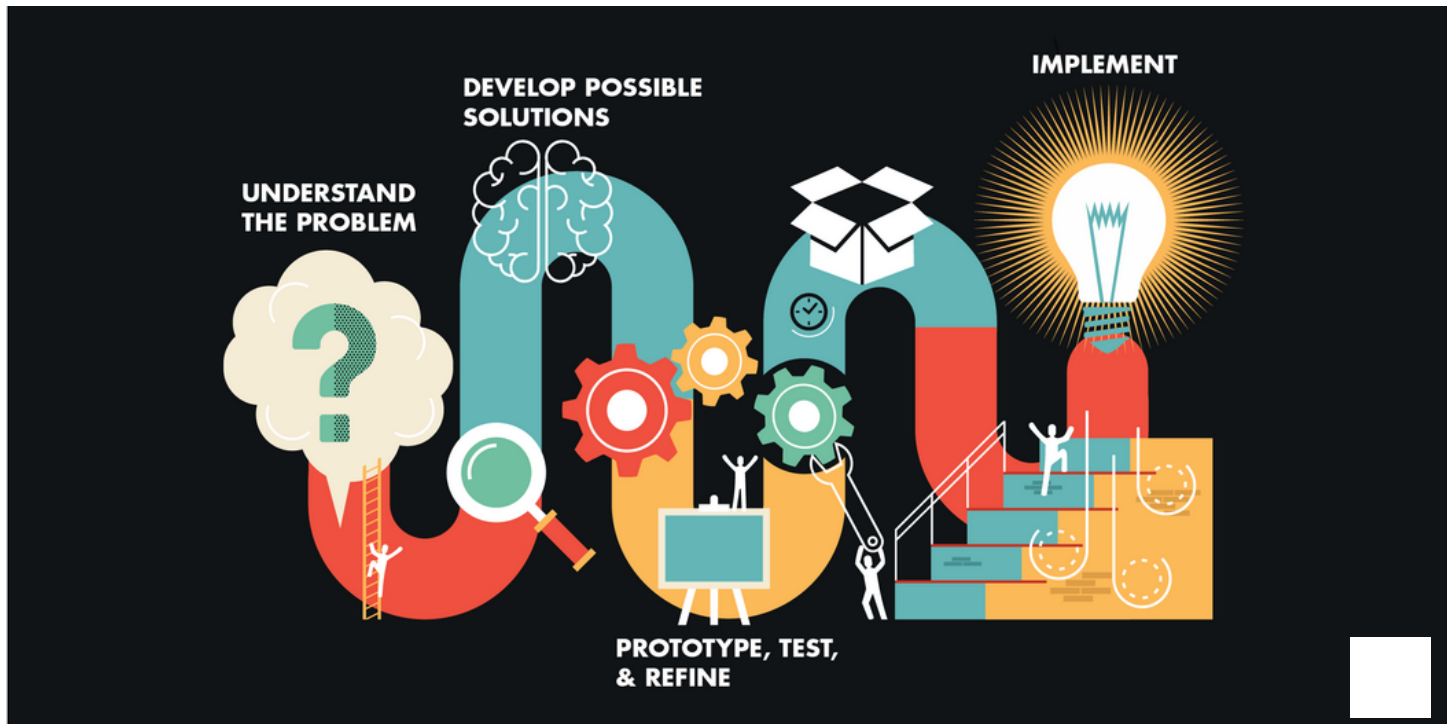 UNDERSTAND
THE PROBLEM
DEVELOP POSSIBLE
SOLUTIONS
PROTOTYPE, TEST,
& REFINE
IMPLEMENT
?